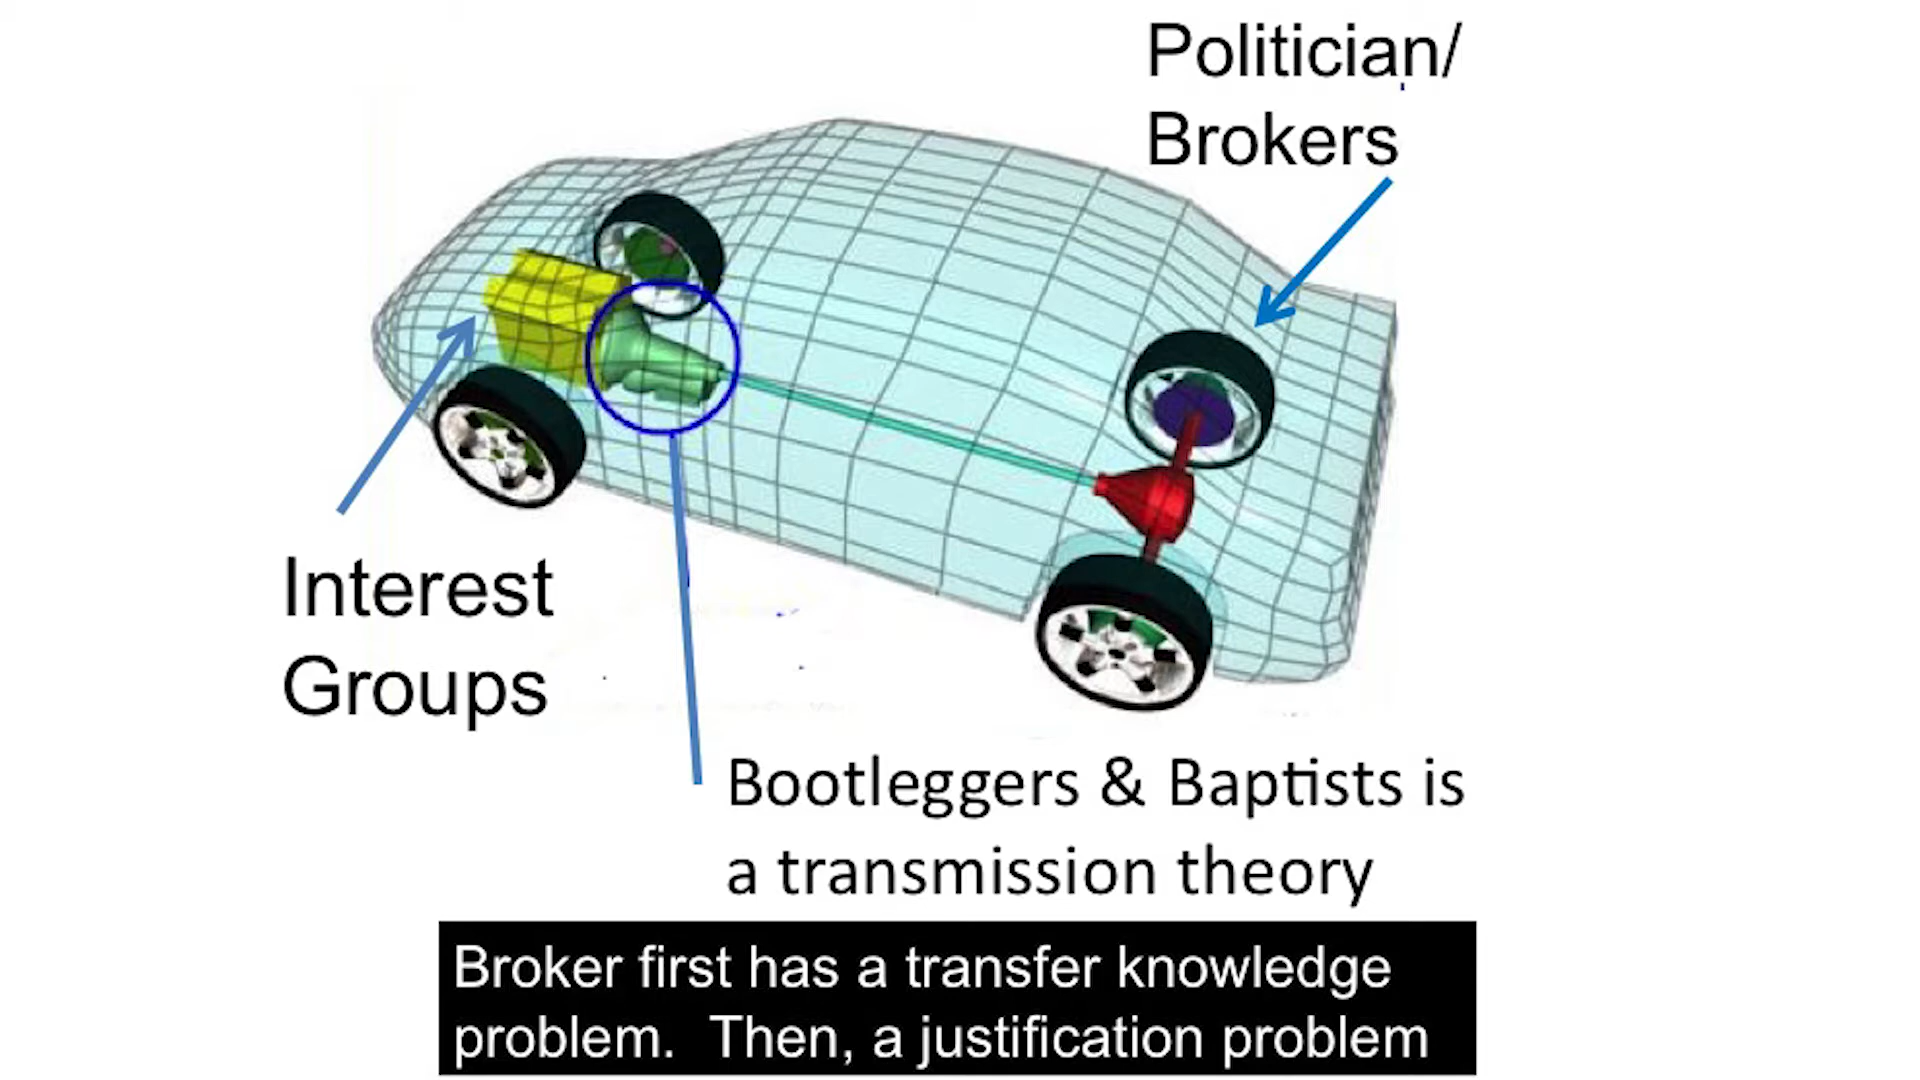 Politician/
Brokers
Interest
Groups
Bootleggers & Baptists is
a transmission theory
Broker first has a transfer knowledge
problem.  Then, a justification problem